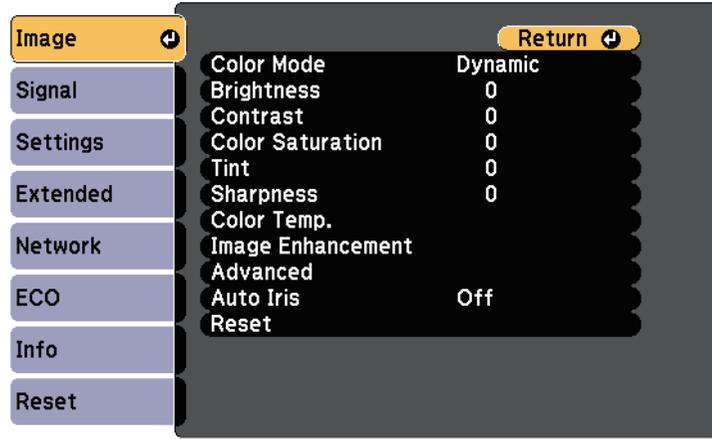 Image
Signal
Settings
Extended
Network
ECO
Info
Reset
Return
Color Mode Dynamic
Brightness 0
Contrast 0
Color Saturation 0
Tint 0
Sharpness 0
Color Temp.
Image Enhancement
Advanced
Auto Iris Off
Reset